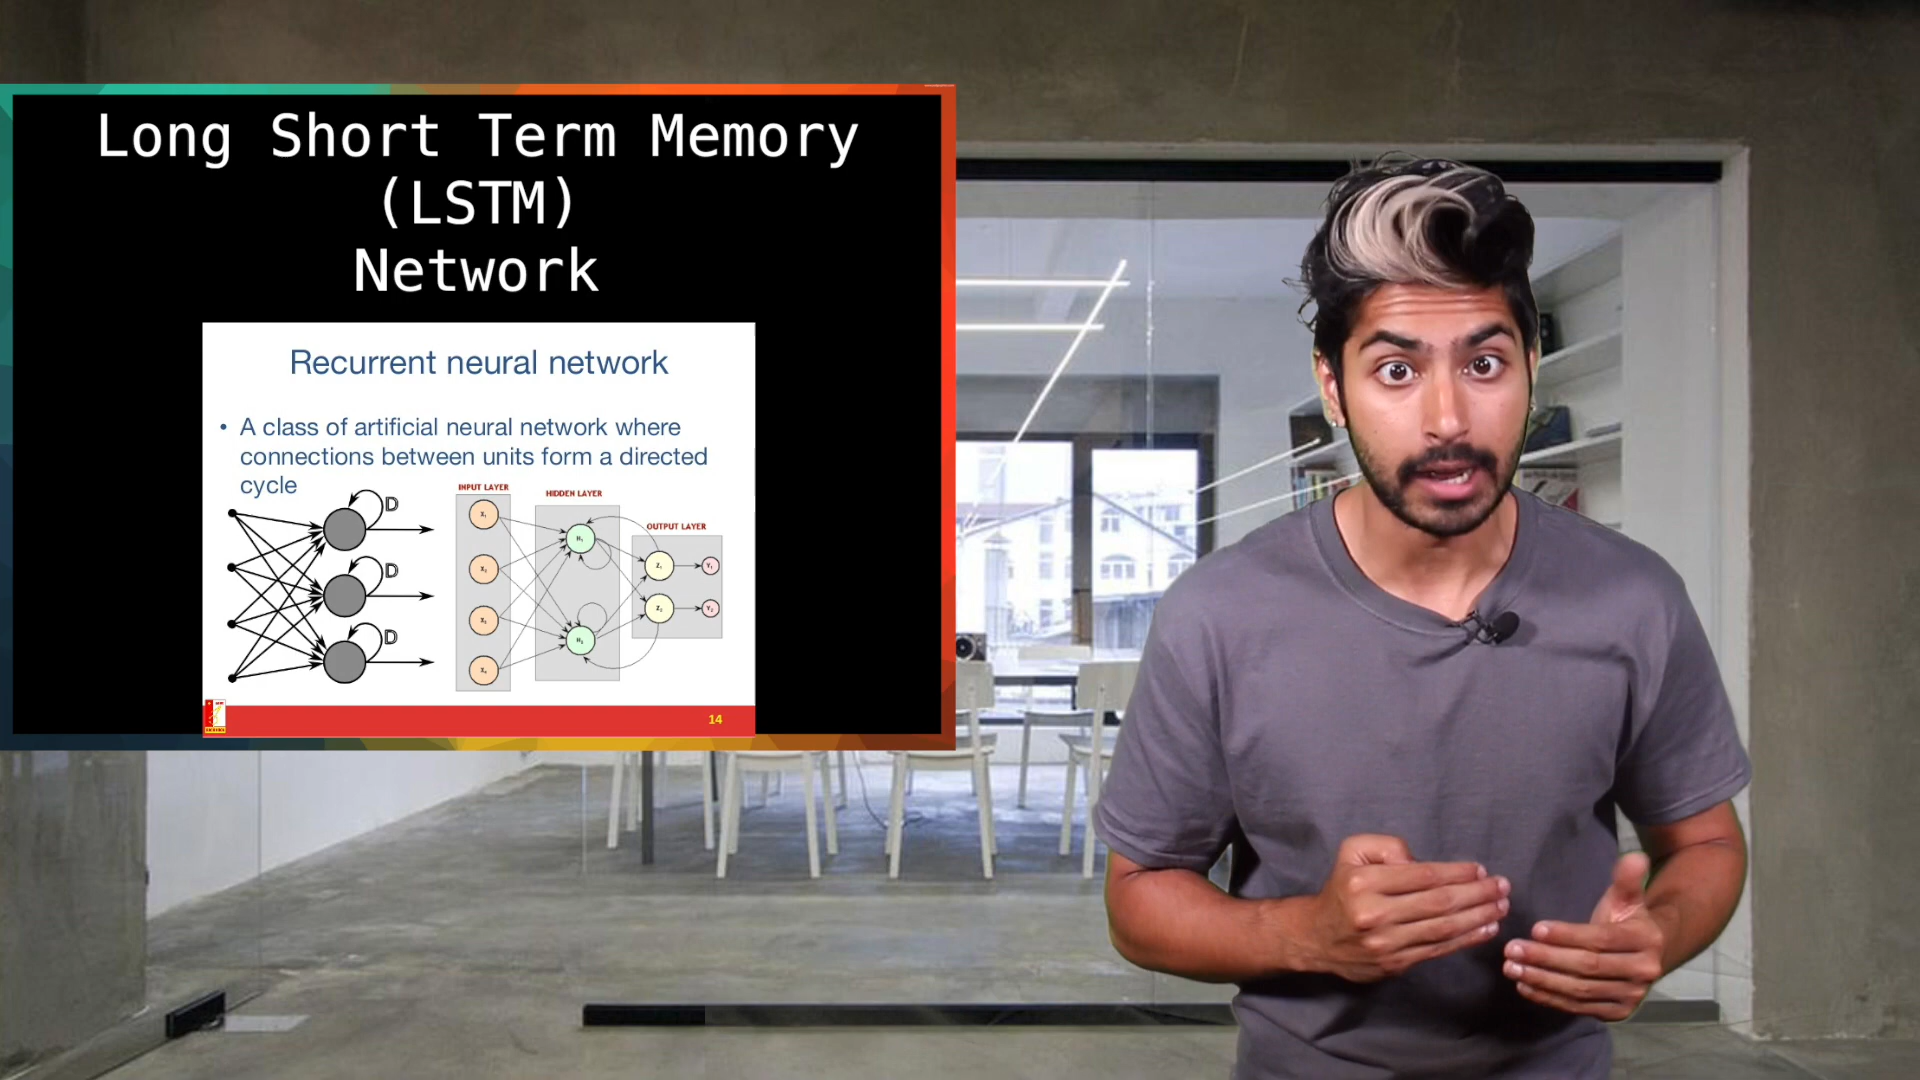 Long Short Term Memory
(LSTM)
Network
Recurrent neural network
• A class of artificial neural network where
connections between units form a directed
cycle
D
D
D
INPUT LAYER
HIDDEN LAYER
OUTPUT LAYER
14